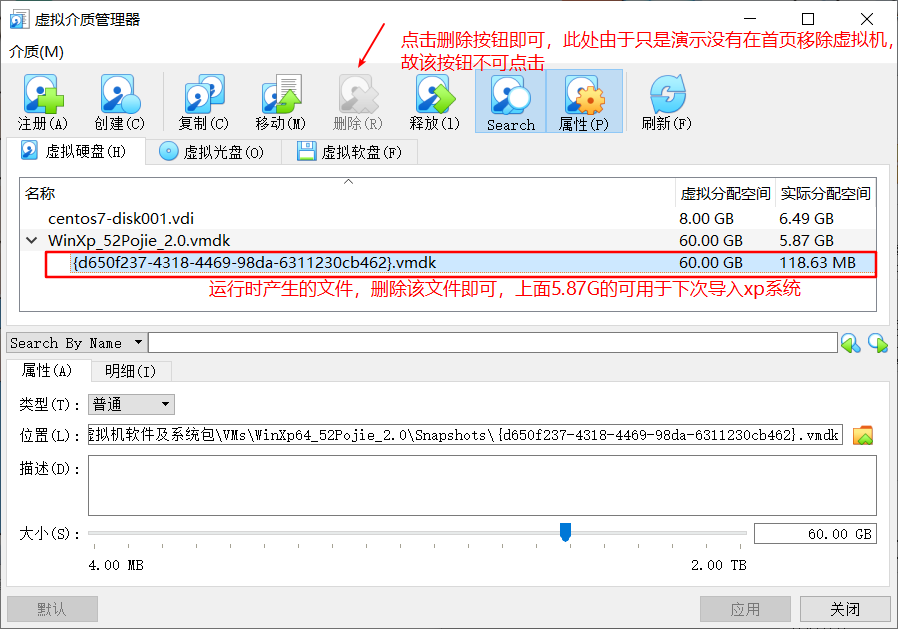 虚拟介质管理器
介质(M)
点击删除按钮即可，此处由于只是演示没有在首页移除虚拟机，
故该按钮不可点击
注册(A) 创建(C) 复制(C) 移动(M) 删除(R) 释放(l) Search 属性(P) 刷新(F)
虚拟硬盘(H) 虚拟光盘(O) 虚拟软盘(F)
名称 虚拟分配空间 实际分配空间
centos7-disk001.vdi 8.00 GB 6.49 GB
WinXp_52Pojie_2.0.vmdk 60.00 GB 5.87 GB
{d650f237-4318-4469-98da-6311230cb462}.vmdk 60.00 GB 118.63 MB
运行时产生的文件，删除该文件即可，上面5.87G的可用于下次导入xp系统
Search By Name
属性(A) 明细(I)
类型(T)： 普通
位置(L)： 虚拟机软件及系统包\VMs\WinXp64_52Pojie_2.0\Snapshots\{d650f237-4318-4469-98da-6311230cb462}.vmdk
描述(D)：
大小(S)： 60.00 GB
4.00 MB 2.00 TB
默认 应用 关闭